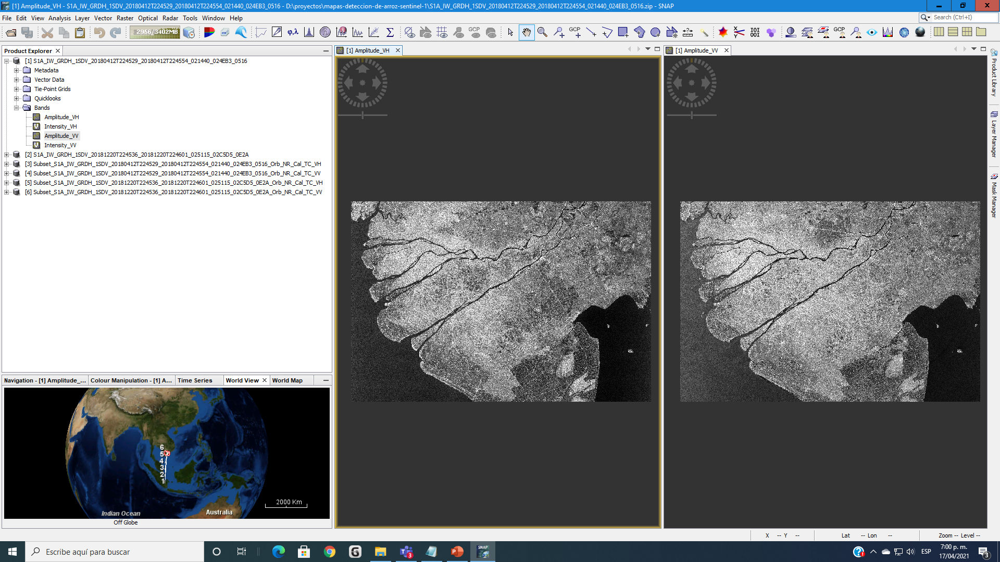 [1] Amplitude_VH - S1A_IW_GRDH_1SDV_20180412T224529_20180412T224554_021440_024EB3_0516 - D:\proyectos\mapas-deteccion-de-arroz-sentinel-1\S1A_IW_GRDH_1SDV_20180412T224529_20180412T224554_021440_024EB3_0516.zip - SNAP
File Edit View Analysis Layer Vector Raster Optical Radar Tools Window Help
Search (Ctrl+I)
2956/3402MB
φ,λ
Σ
GCP
GCP
GCP
Product Explorer
[1] S1A_IW_GRDH_1SDV_20180412T224529_20180412T224554_021440_024EB3_0516
Metadata
Vector Data
Tie-Point Grids
Quicklooks
Bands
Amplitude_VH
Intensity_VH
Amplitude_VV
Intensity_VV
[2] S1A_IW_GRDH_1SDV_20181220T224536_20181220T224601_025115_02C5D5_0E2A
[3] Subset_S1A_IW_GRDH_1SDV_20180412T224529_20180412T224554_021440_024EB3_0516_Orb_NR_Cal_TC_VH
[4] Subset_S1A_IW_GRDH_1SDV_20180412T224529_20180412T224554_021440_024EB3_0516_Orb_NR_Cal_TC_VV
[5] Subset_S1A_IW_GRDH_1SDV_20181220T224536_20181220T224601_025115_02C5D5_0E2A_Orb_NR_Cal_TC_VH
[6] Subset_S1A_IW_GRDH_1SDV_20181220T224536_20181220T224601_025115_02C5D5_0E2A_Orb_NR_Cal_TC_VV
[1] Amplitude_VH
[1] Amplitude_VV
Product Library
Layer Manager
Mask Manager
Navigation - [1] Amplitude_... Colour Manipulation - [1] A... Time Series World View World Map
6
5
4
3
2
1
2000 Km
Indian Ocean
Australia
Off Globe
X -- Y -- Lat -- Lon -- Zoom -- Level --
Escribe aquí para buscar
3
SNAP
ESP
7:00 p. m.
17/04/2021
3